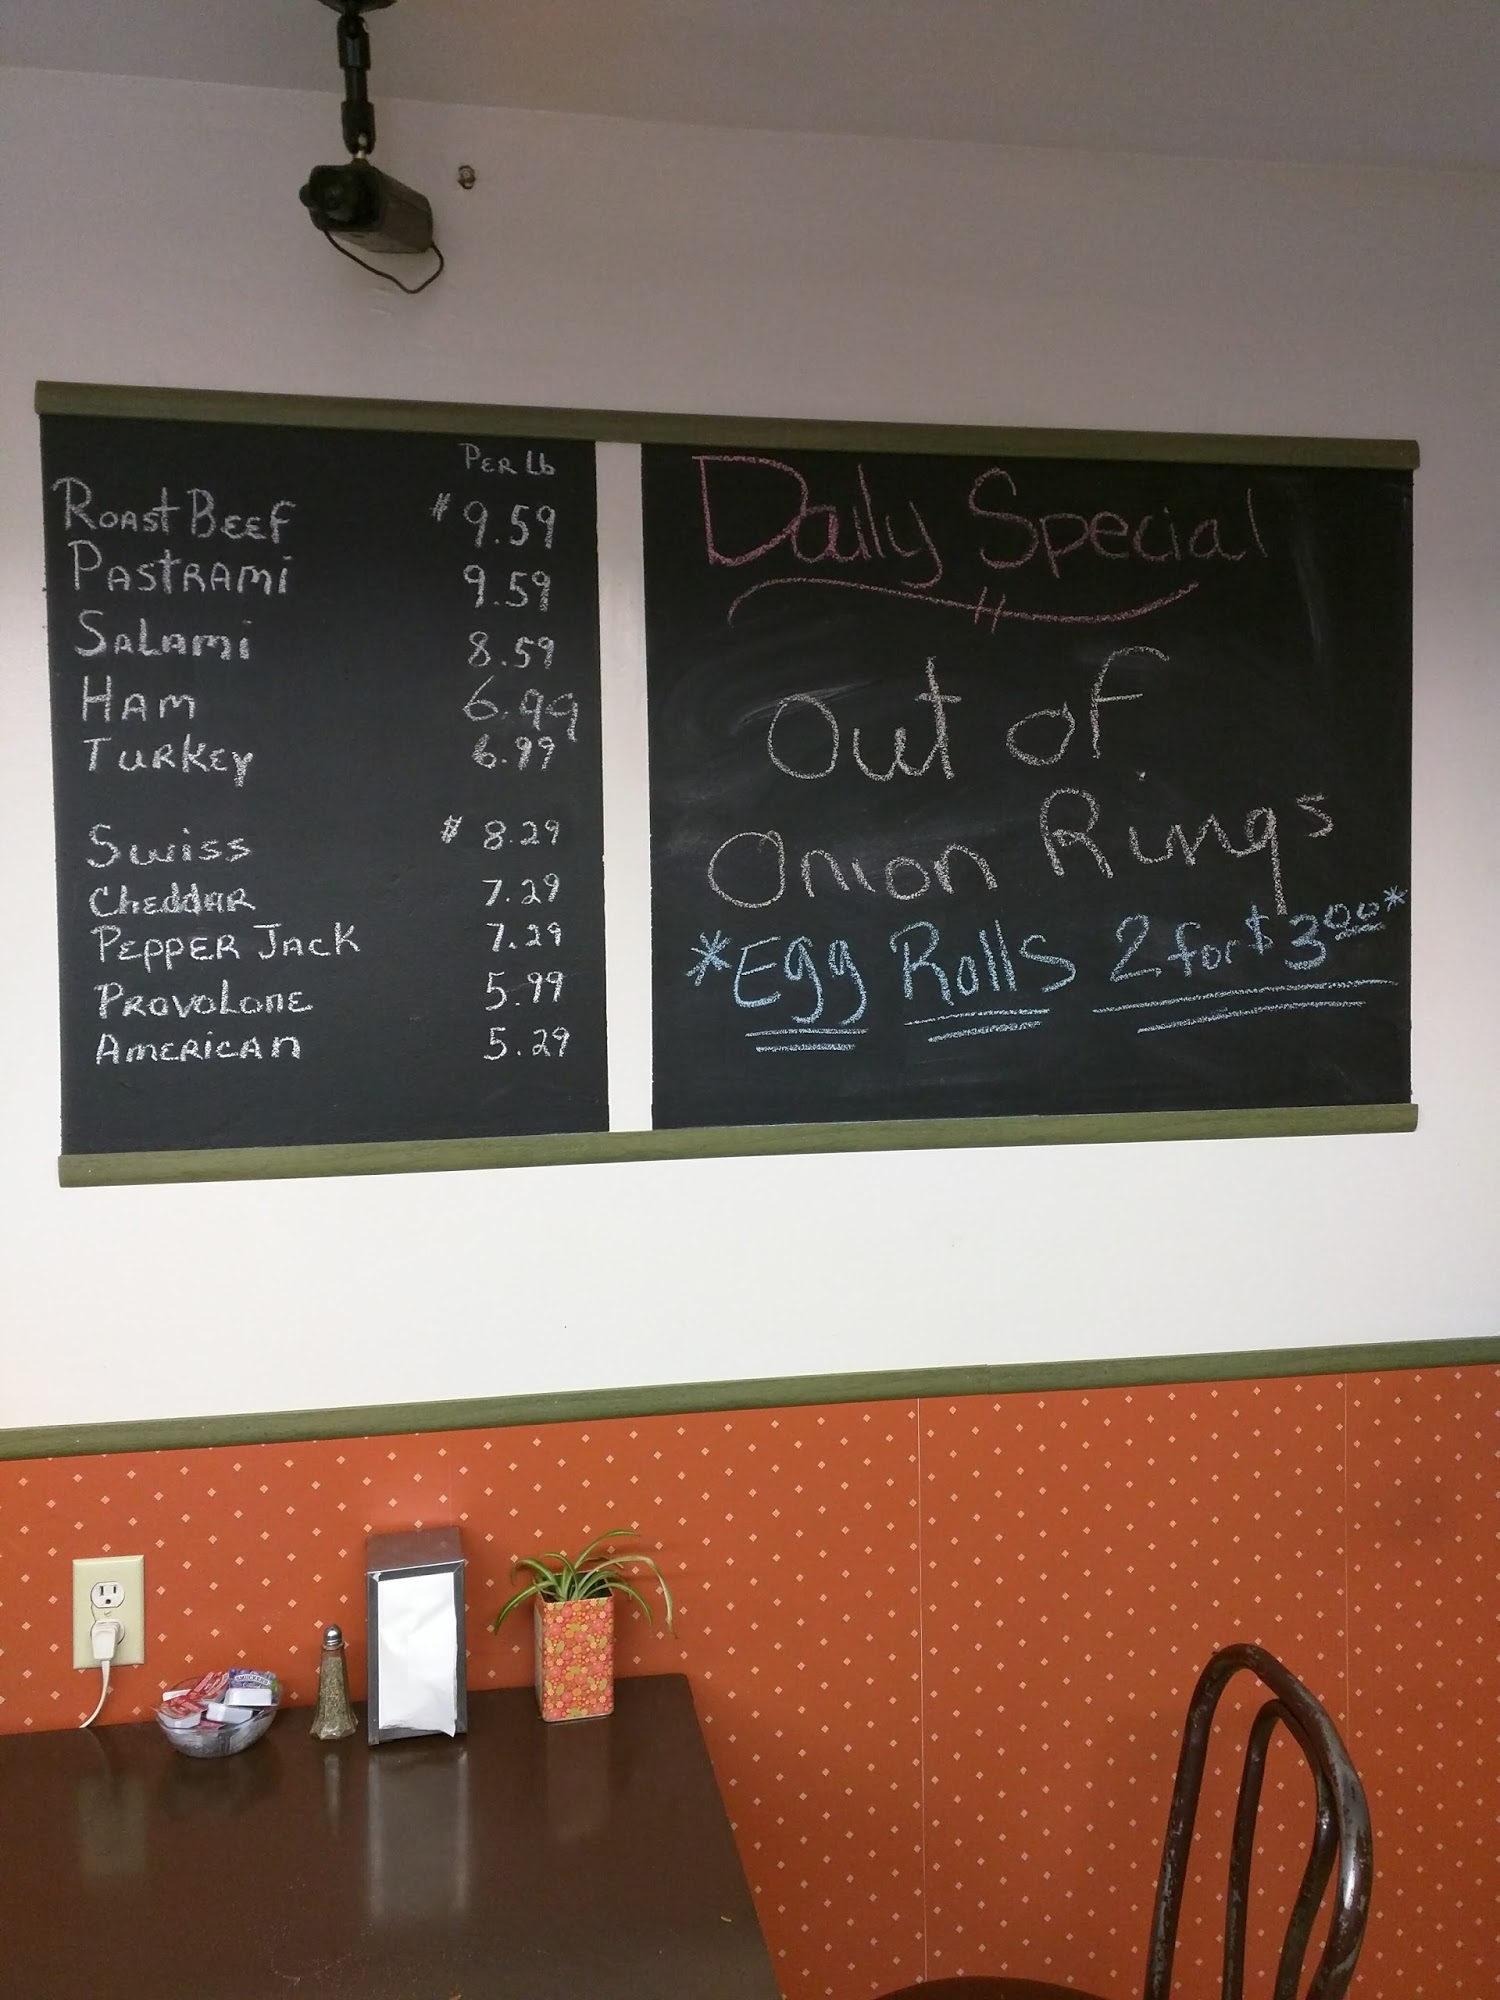 Per Lb
Roast Beef $ 9.59
Pastrami 9.59
Salami 8.59
Ham 6.99
Turkey 6.99
Swiss $ 8.29
Cheddar 7.29
Pepper Jack 7.29
Provolone 5.99
American 5.29
Daily Special
Out of
Onion Rings
*Egg Rolls 2 for $3.00*